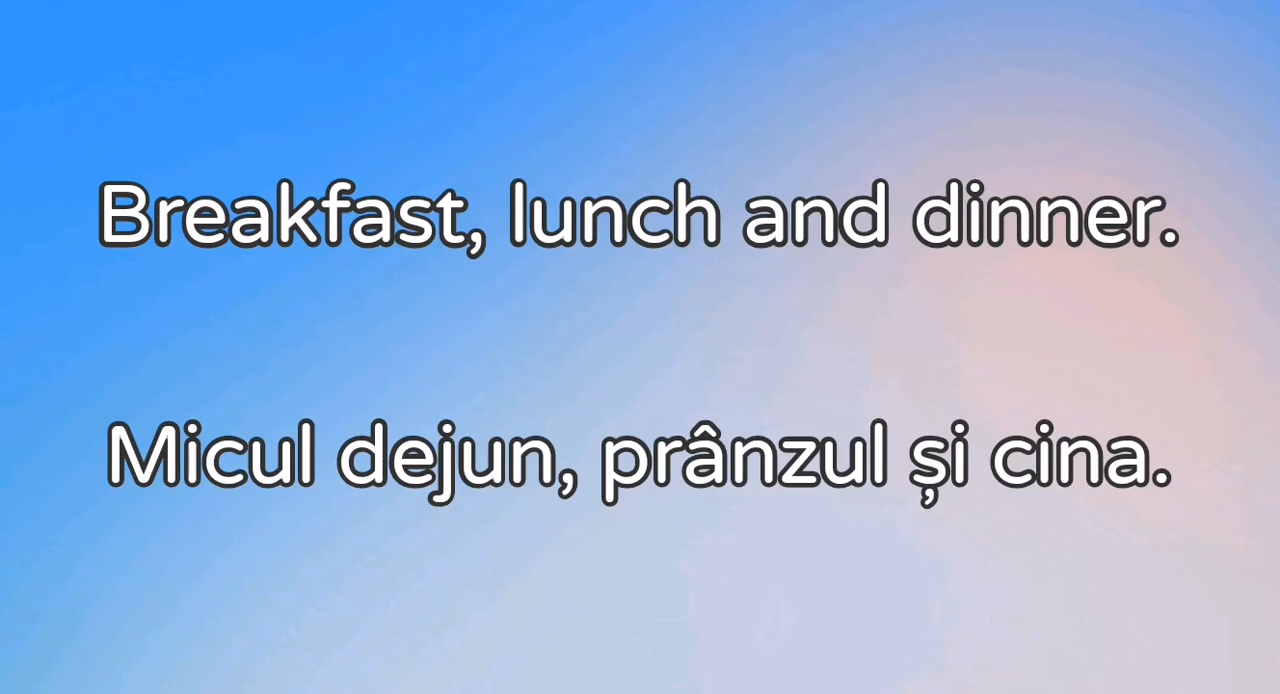 Breakfast, lunch and dinner.
Micul dejun, prânzul și cina.